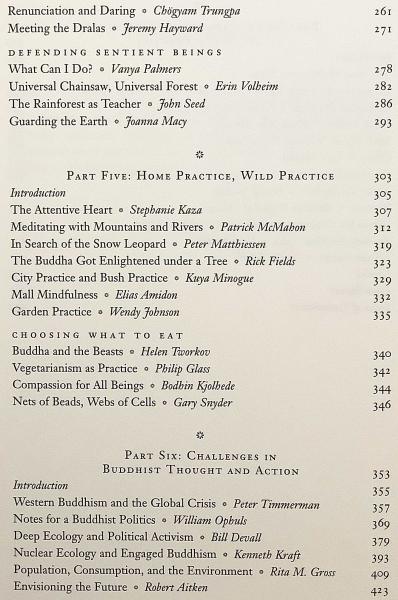 Renunciation and Daring • Chögyam Trungpa 261
Meeting the Dralas • Jeremy Hayward 271
DEFENDING SENTIENT BEINGS
What Can I Do? • Vanya Palmers 278
Universal Chainsaw, Universal Forest • Erin Volheim 282
The Rainforest as Teacher • John Seed 286
Guarding the Earth • Joanna Macy 293
PART FIVE: HOME PRACTICE, WILD PRACTICE 303
Introduction 305
The Attentive Heart • Stephanie Kaza 307
Meditating with Mountains and Rivers • Patrick McMahon 312
In Search of the Snow Leopard • Peter Matthiessen 319
The Buddha Got Enlightened under a Tree • Rick Fields 323
City Practice and Bush Practice • Kuya Minogue 329
Mall Mindfulness • Elias Amidon 332
Garden Practice • Wendy Johnson 335
CHOOSING WHAT TO EAT
Buddha and the Beasts • Helen Tworkov 340
Vegetarianism as Practice • Philip Glass 342
Compassion for All Beings • Bodhin Kjolhede 344
Nets of Beads, Webs of Cells • Gary Snyder 346
PART SIX: CHALLENGES IN
BUDDHIST THOUGHT AND ACTION 353
Introduction 355
Western Buddhism and the Global Crisis • Peter Timmerman 357
Notes for a Buddhist Politics • William Ophuls 369
Deep Ecology and Political Activism • Bill Devall 379
Nuclear Ecology and Engaged Buddhism • Kenneth Kraft 393
Population, Consumption, and the Environment • Rita M. Gross 409
Envisioning the Future • Robert Aitken 423